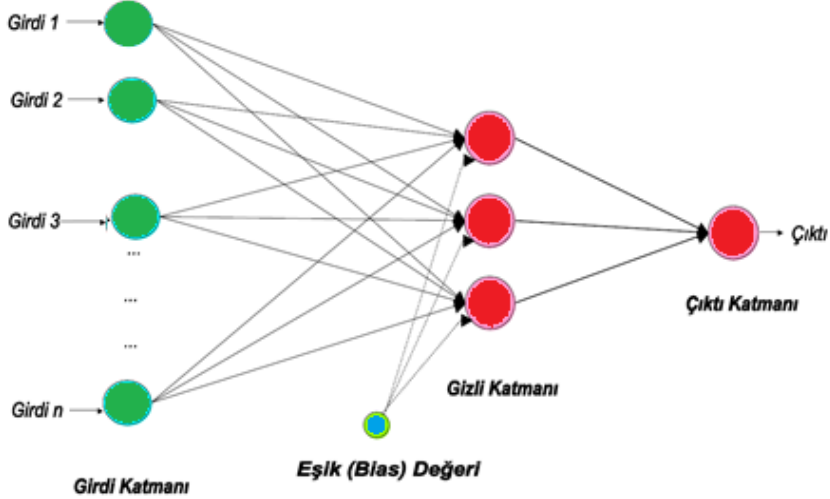 Girdi 1
Girdi 2
Girdi 3
...
...
...
Girdi n
Girdi Katmanı
Eşik (Bias) Değeri
Gizli Katmanı
Çıktı Katmanı
Çıktı